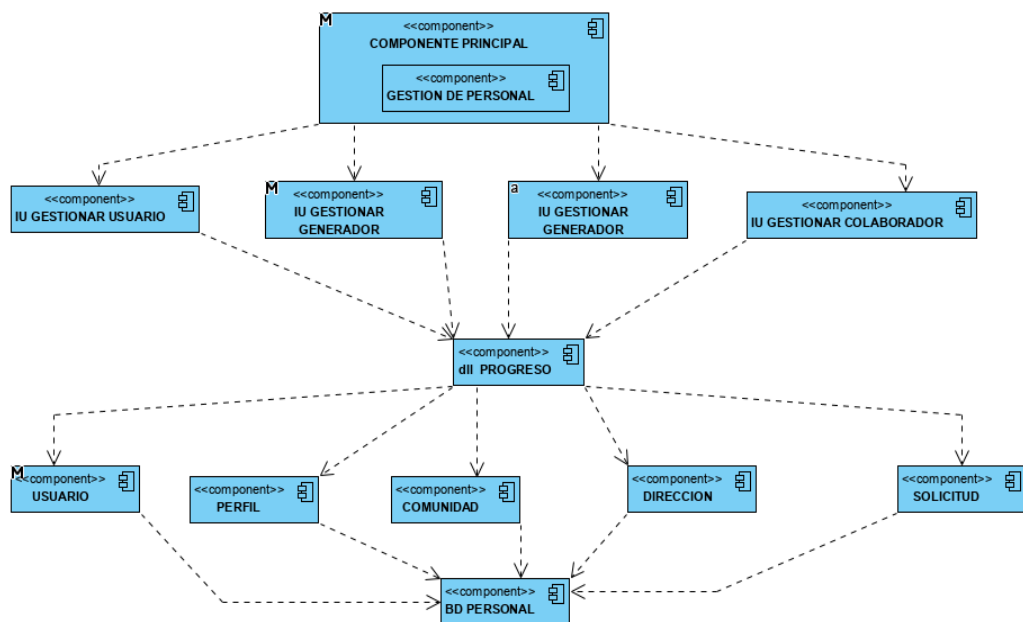 M
<<component>>
COMPONENTE PRINCIPAL
<<component>>
GESTION DE PERSONAL
<<component>>
IU GESTIONAR USUARIO
M
<<component>>
IU GESTIONAR
GENERADOR
a
<<component>>
IU GESTIONAR
GENERADOR
<<component>>
IU GESTIONAR COLABORADOR
<<component>>
dll PROGRESO
M
<<component>>
USUARIO
<<component>>
PERFIL
<<component>>
COMUNIDAD
<<component>>
DIRECCION
<<component>>
SOLICITUD
<<component>>
BD PERSONAL